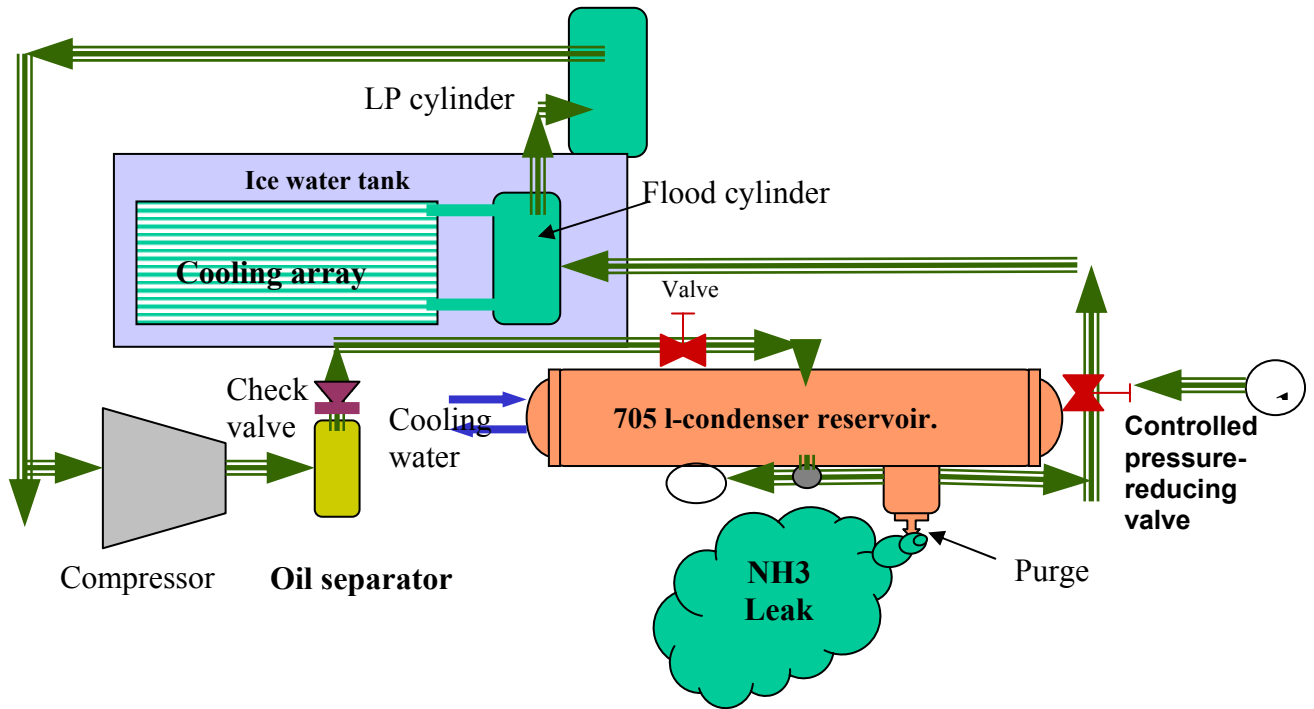 LP cylinder
Ice water tank
Flood cylinder
Cooling array
Valve
Check
valve
Cooling
water
705 l-condenser reservoir.
Controlled
pressure-
reducing
valve
Compressor
Oil separator
NH3
Leak
Purge